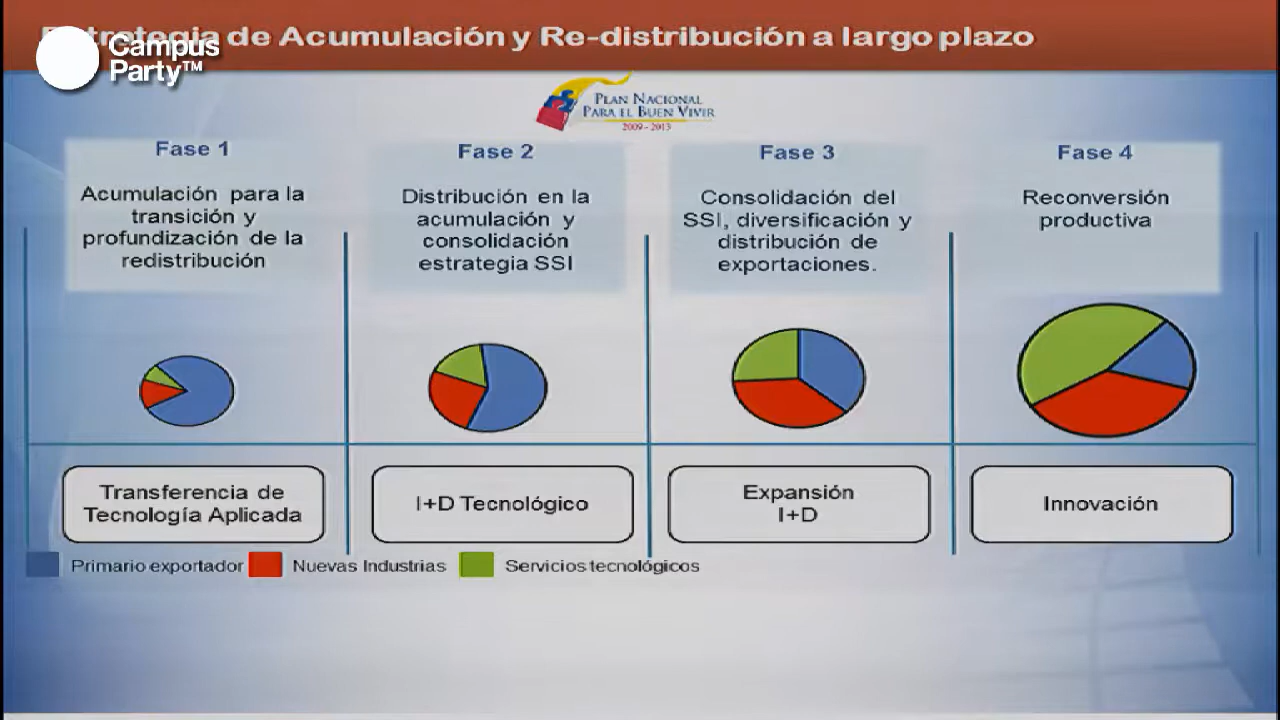 Estrategia de Acumulación y Re-distribución a largo plazo
Campus
Party™
PLAN NACIONAL
PARA EL BUEN VIVIR
2009-2013
Fase 1
Acumulación para la
transición y
profundización de la
redistribución
Fase 2
Distribución en la
acumulación y
consolidación
estrategia SSI
Fase 3
Consolidación del
SSI, diversificación y
distribución de
exportaciones.
Fase 4
Reconversión
productiva
Transferencia de
Tecnología Aplicada
I+D Tecnológico
Expansión
I+D
Innovación
Primario exportador
Nuevas Industrias
Servicios tecnológicos